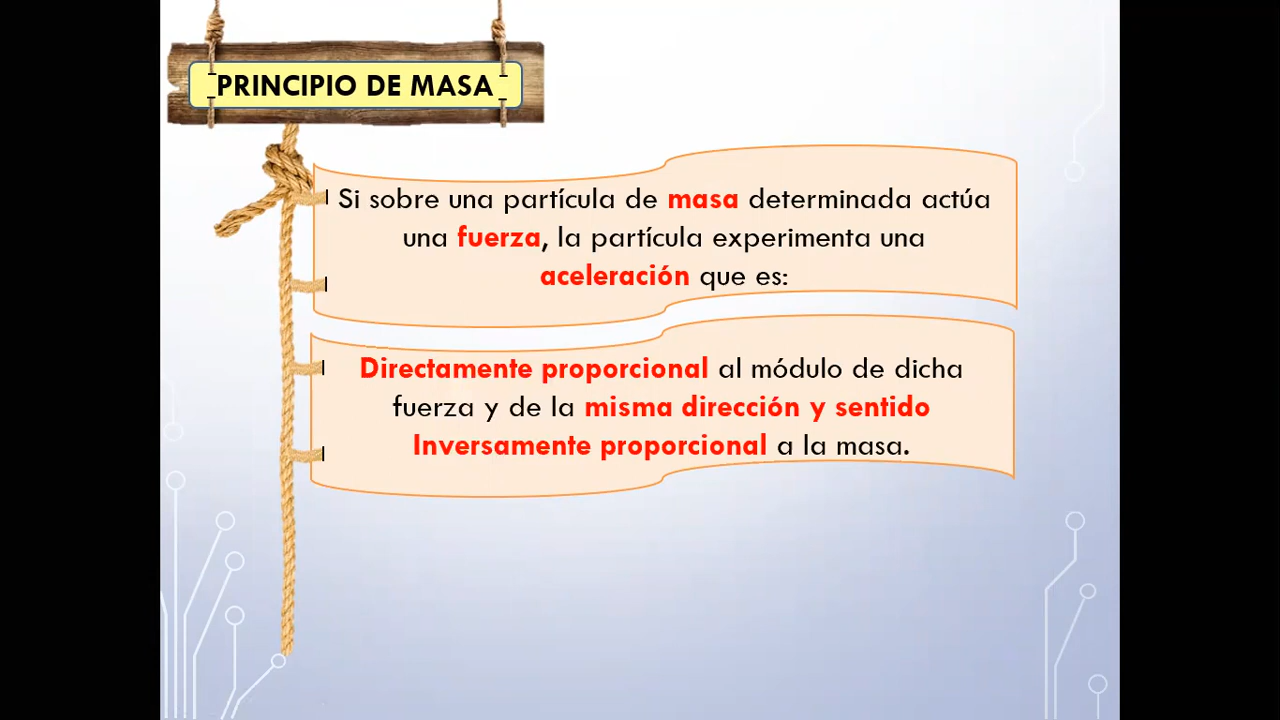 PRINCIPIO DE MASA
Si sobre una partícula de masa determinada actúa
una fuerza, la partícula experimenta una
aceleración que es:
Directamente proporcional al módulo de dicha
fuerza y de la misma dirección y sentido
Inversamente proporcional a la masa.